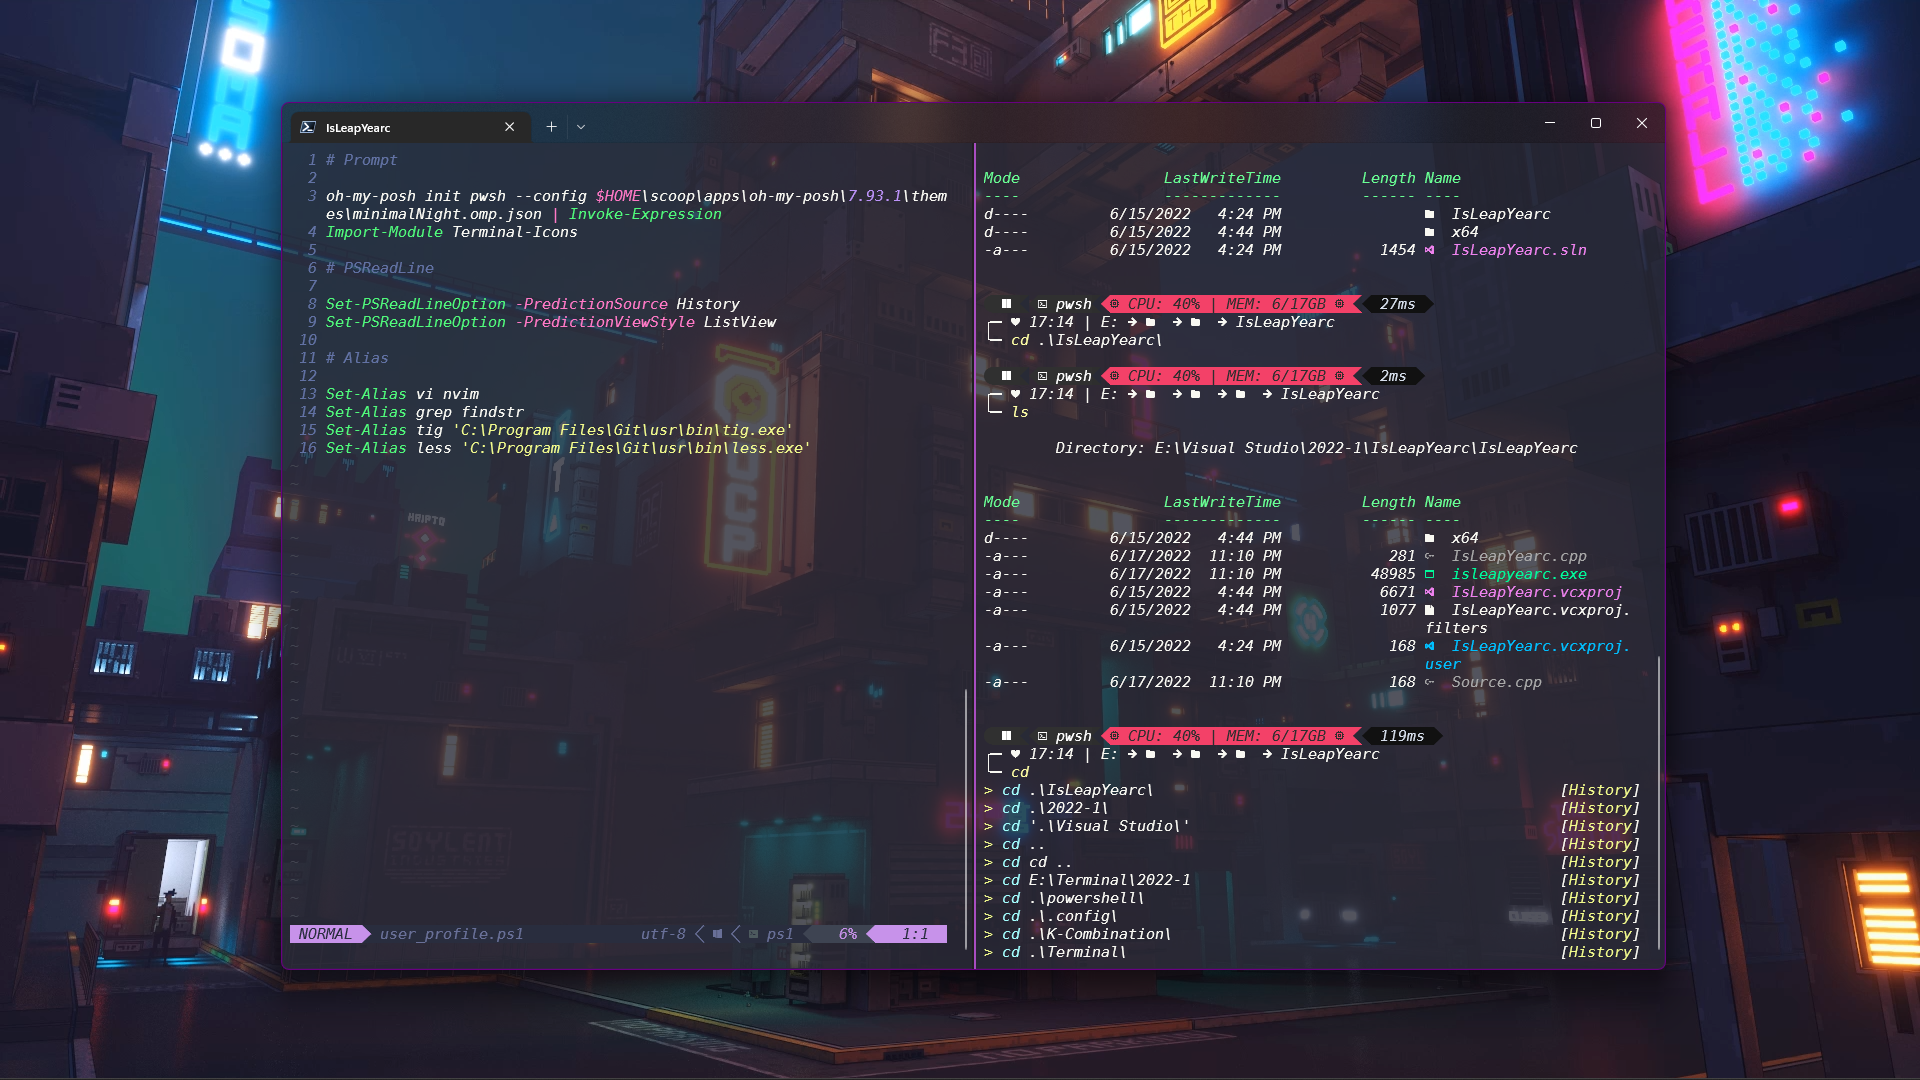 IsLeapYearc
1 # Prompt
2
3 oh-my-posh init pwsh --config $HOME\scoop\apps\oh-my-posh\7.93.1\them
es\minimalNight.omp.json | Invoke-Expression
4 Import-Module Terminal-Icons
5
6 # PSReadLine
7
8 Set-PSReadLineOption -PredictionSource History
9 Set-PSReadLineOption -PredictionViewStyle ListView
10
11 # Alias
12
13 Set-Alias vi nvim
14 Set-Alias grep findstr
15 Set-Alias tig 'C:\Program Files\Git\usr\bin\tig.exe'
16 Set-Alias less 'C:\Program Files\Git\usr\bin\less.exe'
NORMAL user_profile.ps1 utf-8 ps1 6% 1:1
Mode LastWriteTime Length Name
---- ------------- ------ ----
d---- 6/15/2022 4:24 PM IsLeapYearc
d---- 6/15/2022 4:44 PM x64
-a--- 6/15/2022 4:24 PM 1454 IsLeapYearc.sln
pwsh CPU: 40% | MEM: 6/17GB 27ms
17:14 | E: IsLeapYearc
cd .\IsLeapYearc\
pwsh CPU: 40% | MEM: 6/17GB 2ms
17:14 | E: IsLeapYearc
ls
Directory: E:\Visual Studio\2022-1\IsLeapYearc\IsLeapYearc
Mode LastWriteTime Length Name
---- ------------- ------ ----
d---- 6/15/2022 4:44 PM x64
-a--- 6/17/2022 11:10 PM 281 IsLeapYearc.cpp
-a--- 6/17/2022 11:10 PM 48985 isleapyearc.exe
-a--- 6/15/2022 4:44 PM 6671 IsLeapYearc.vcxproj
-a--- 6/15/2022 4:44 PM 1077 IsLeapYearc.vcxproj.
filters
-a--- 6/15/2022 4:24 PM 168 IsLeapYearc.vcxproj.
user
-a--- 6/17/2022 11:10 PM 168 Source.cpp
pwsh CPU: 40% | MEM: 6/17GB 119ms
17:14 | E: IsLeapYearc
cd
> cd .\IsLeapYearc\ [History]
> cd .\2022-1\ [History]
> cd '.\Visual Studio\' [History]
> cd .. [History]
> cd cd .. [History]
> cd E:\Terminal\2022-1 [History]
> cd .\powershell\ [History]
> cd .\.config\ [History]
> cd .\K-Combination\ [History]
> cd .\Terminal\ [History]
KRIPTO
SOYLENT
INDUSTRIES